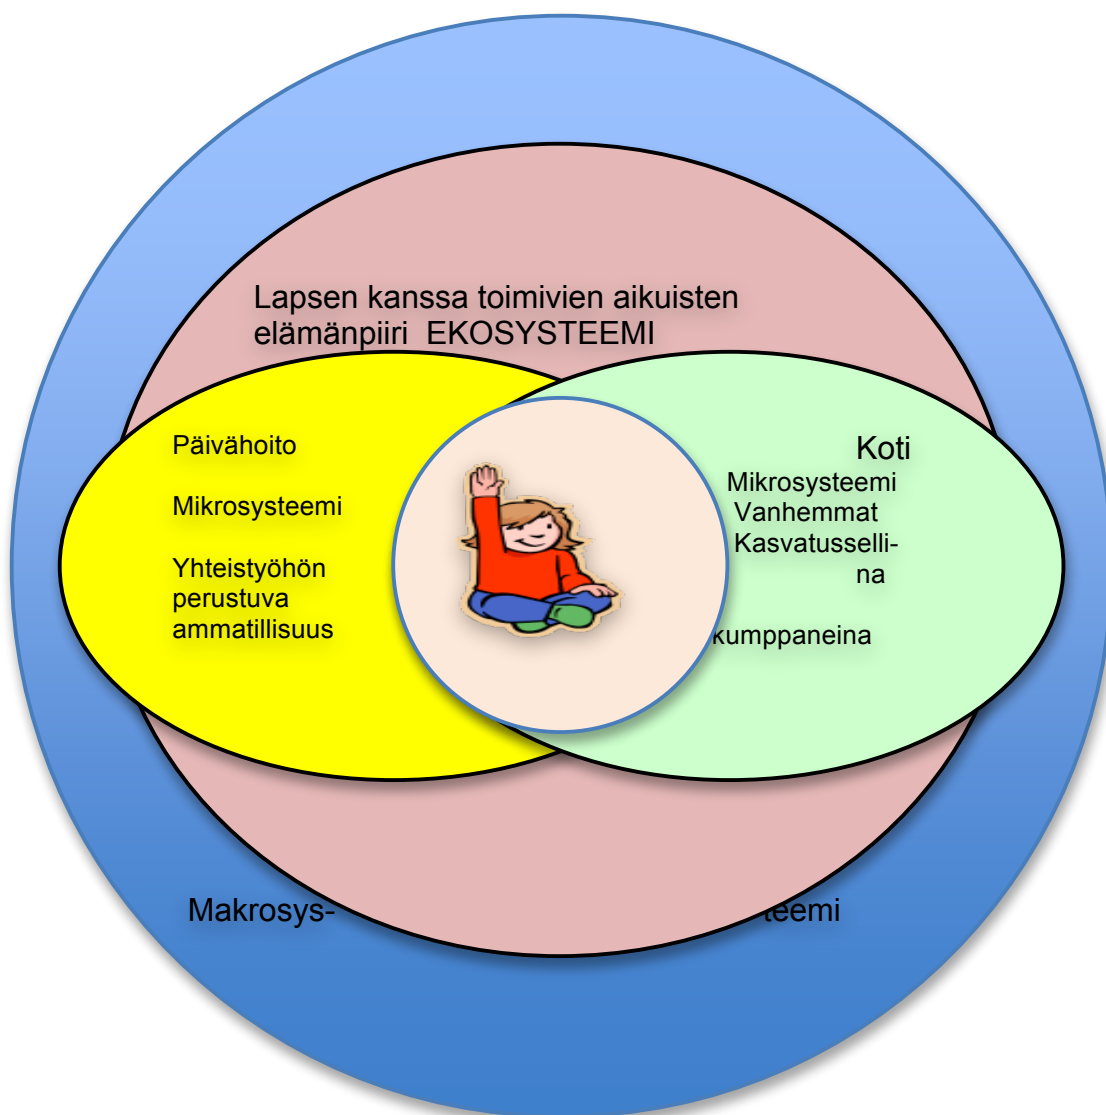 Lapsen kanssa toimivien aikuisten
elämänpiiri EKOSYSTEEMI
Päivähoito
Mikrosysteemi
Yhteistyöhön
perustuva
ammatillisuus
Koti
Mikrosysteemi
Vanhemmat
Kasvatusselli-
na
kumppaneina
Makrosys- teemi